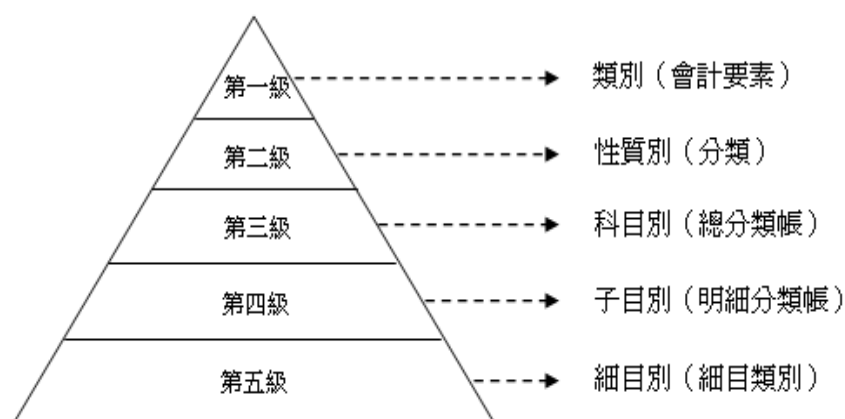 第一級 類別（會計要素）
第二級 性質別（分類）
第三級 科目別（總分類帳）
第四級 子目別（明細分類帳）
第五級 細目別（細目類別）